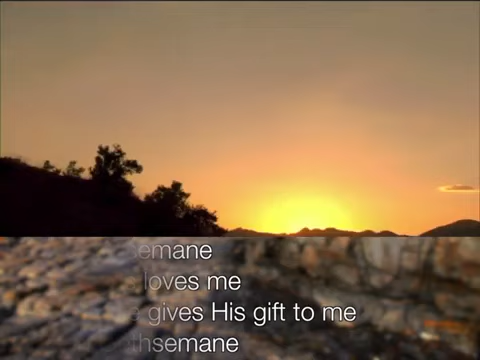 semane
loves me
gives His gift to me
thsemane